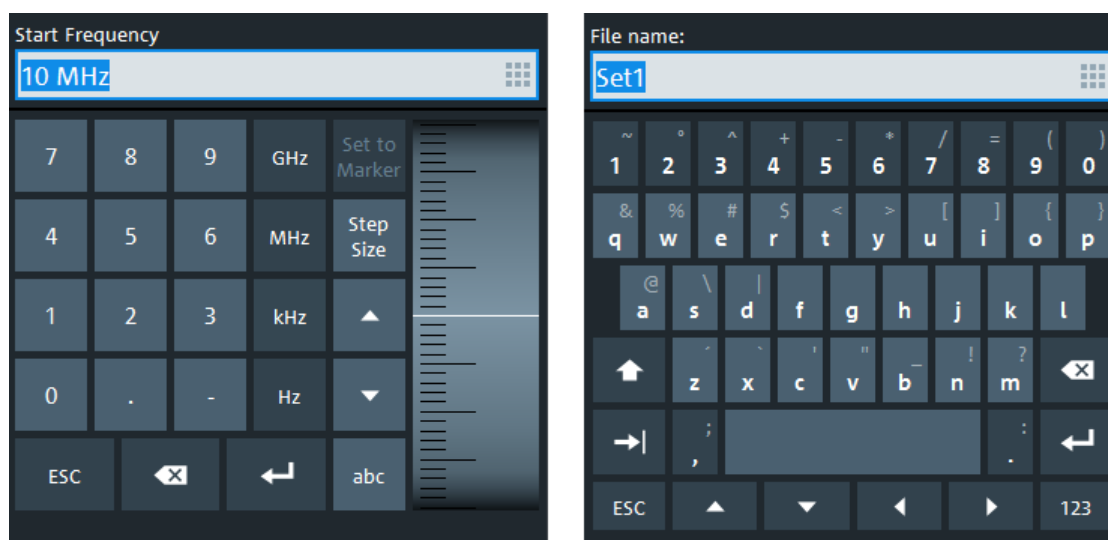 Start Frequency
10 MHz
7 8 9 GHz Set to Marker
4 5 6 MHz Step Size
1 2 3 kHz
0 . - Hz
ESC abc
File name:
Set1
~ ° ^ + - * / = ( )
1 2 3 4 5 6 7 8 9 0
& % # $ < > [ ] { }
q w e r t y u i o p
@ \ |
a s d f g h j k l
´ ` ' " _ ! ?
z x c v b n m
; :
, .
ESC 123